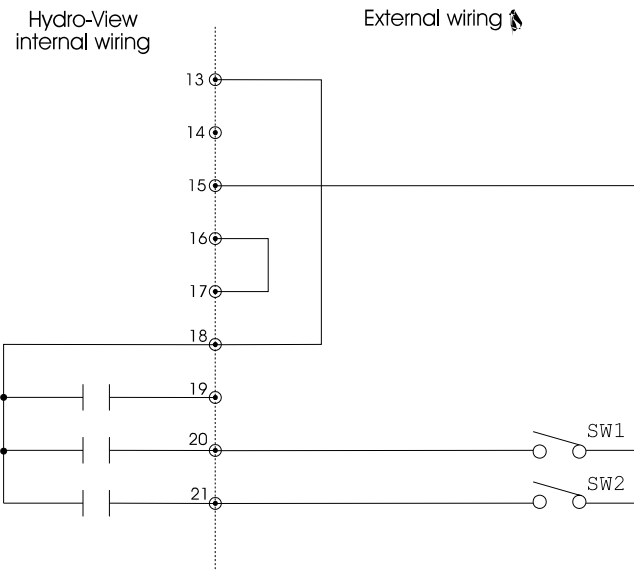 Hydro-View
internal wiring
External wiring
13
14
15
16
17
18
19
20
SW1
21
SW2